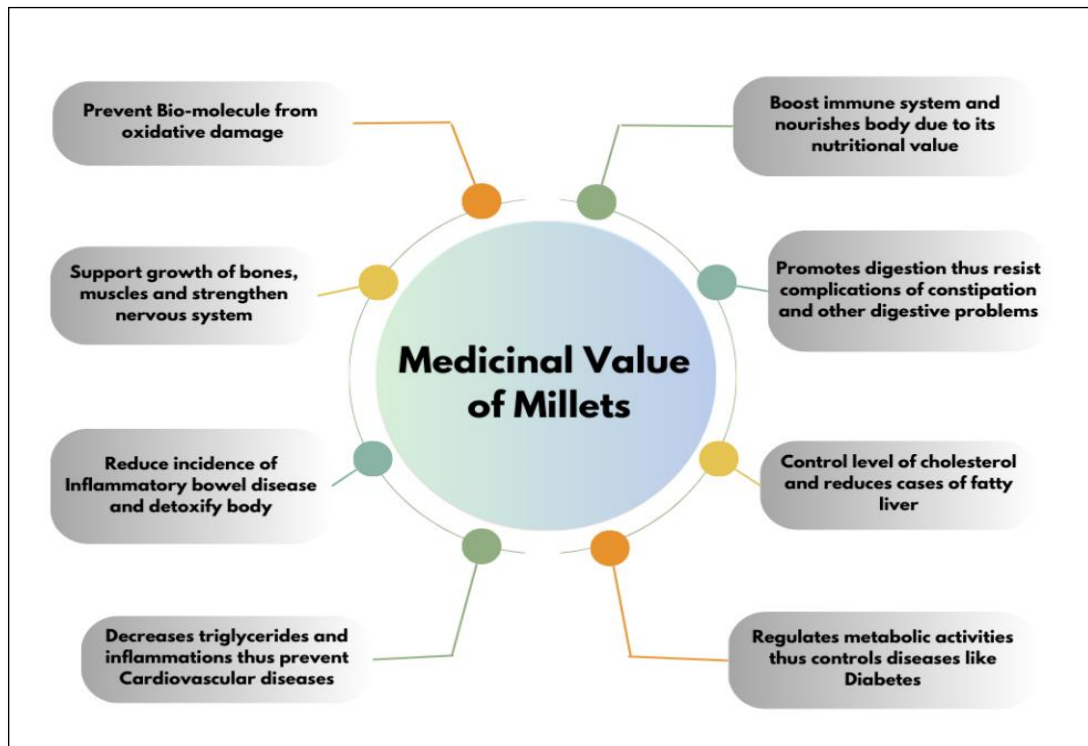 Medicinal Value
of Millets
Prevent Bio-molecule from
oxidative damage
Support growth of bones,
muscles and strengthen
nervous system
Reduce incidence of
Inflammatory bowel disease
and detoxify body
Decreases triglycerides and
inflammations thus prevent
Cardiovascular diseases
Boost immune system and
nourishes body due to its
nutritional value
Promotes digestion thus resist
complications of constipation
and other digestive problems
Control level of cholesterol
and reduces cases of fatty
liver
Regulates metabolic activities
thus controls diseases like
Diabetes